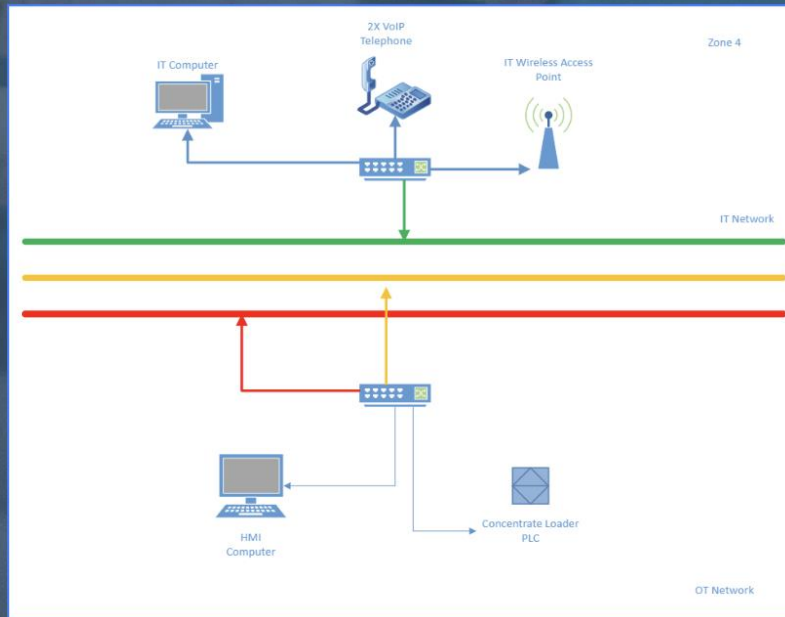 2X VoIP
Telephone
Zone 4
IT Computer
IT Wireless Access
Point
IT Network
HMI
Computer
Concentrate Loader
PLC
OT Network